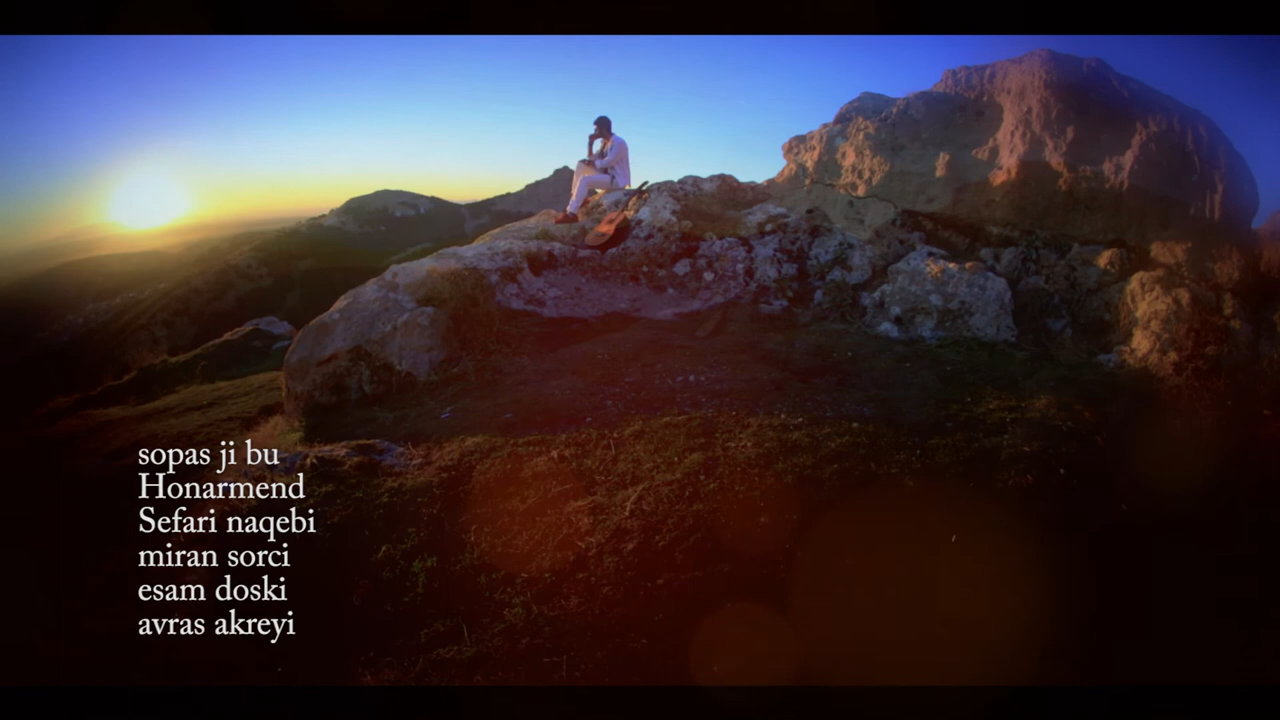 sopas ji bu
Honarmend
Sefari naqebi
miran sorci
esam doski
avras akreyi